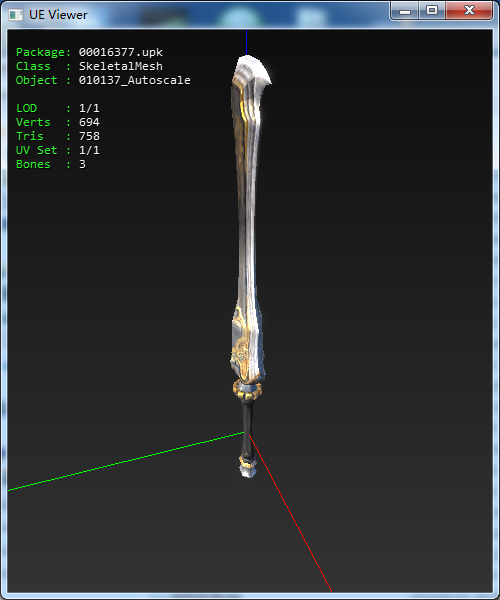 UE Viewer
Package: 00016377.upk
Class : SkeletalMesh
Object : 010137_Autoscale
LOD : 1/1
Verts : 694
Tris : 758
UV Set : 1/1
Bones : 3